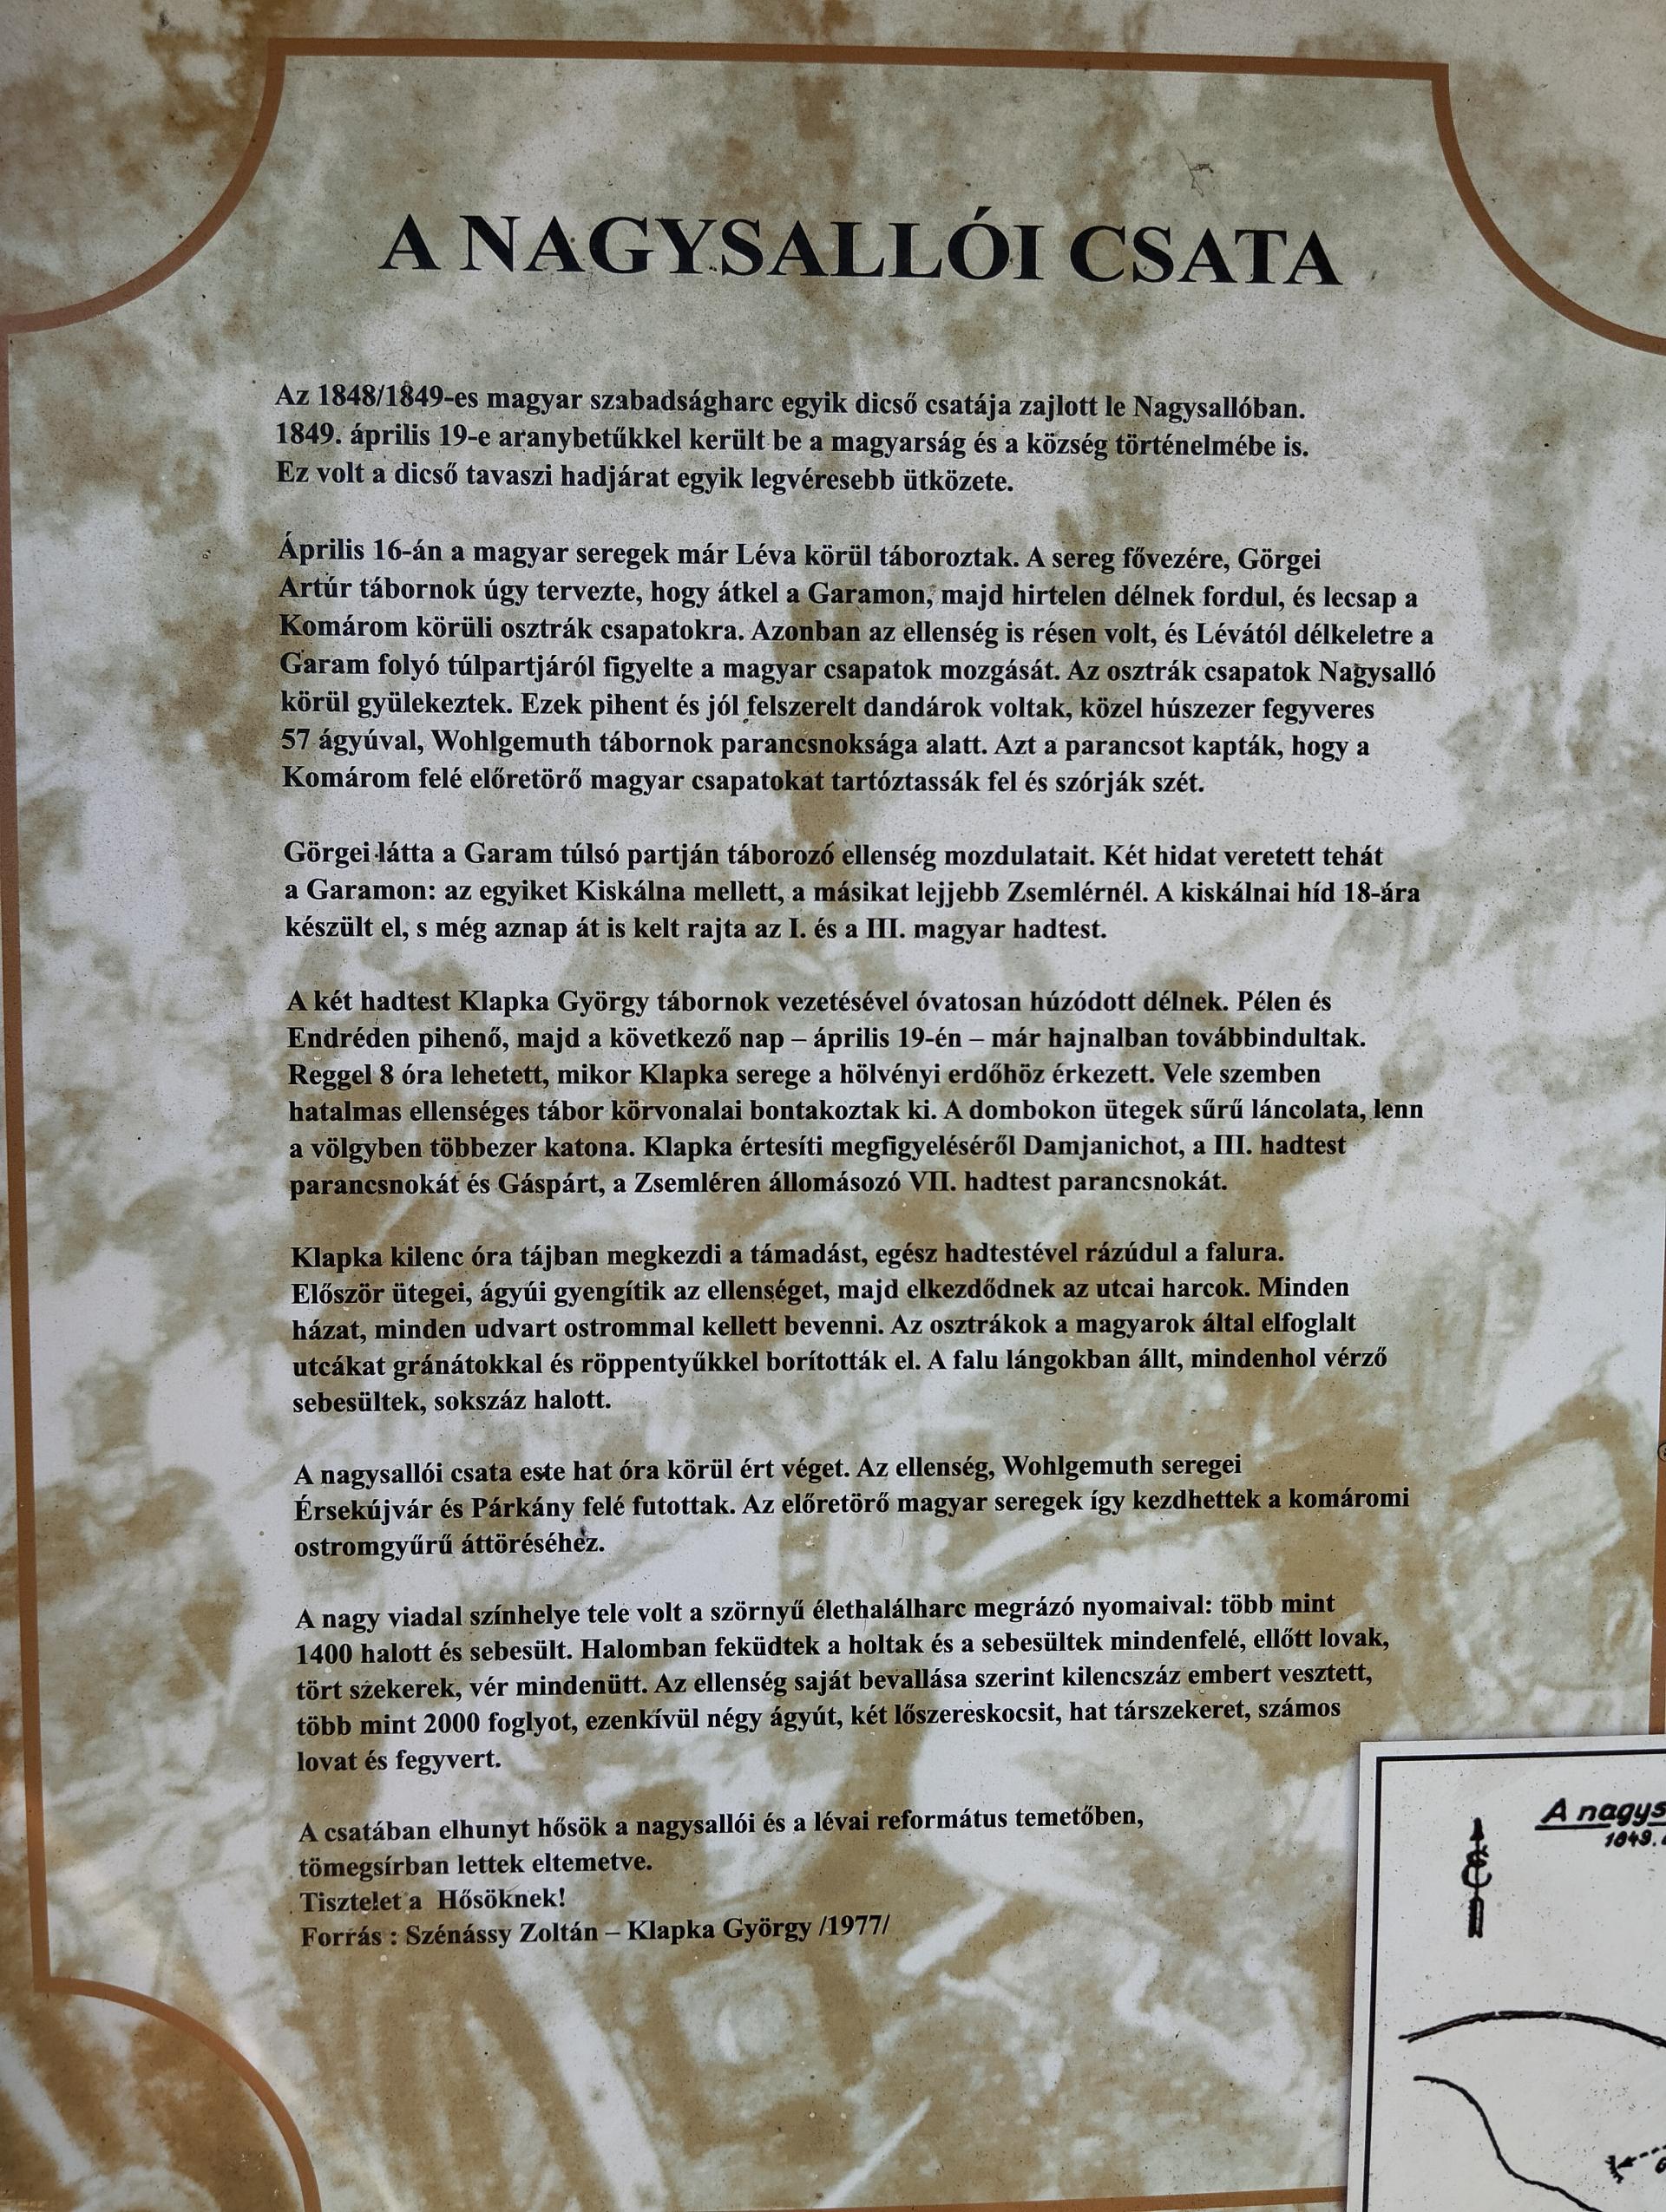 A NAGYSALLÓI CSATA
Az 1848/1849-es magyar szabadságharc egyik dicső csatája zajlott le Nagysallóban.
1849. április 19-e aranybetűkkel került be a magyarság és a község történelmébe is.
Ez volt a dicső tavaszi hadjárat egyik legvéresebb ütközete.
Április 16-án a magyar seregek már Léva körül táboroztak. A sereg fővezére, Görgei
Artúr tábornok úgy tervezte, hogy átkel a Garamon, majd hirtelen délnek fordul, és lecsap a
Komárom körüli osztrák csapatokra. Azonban az ellenség is résen volt, és Lévától délkeletre a
Garam folyó túlpartjáról figyelte a magyar csapatok mozgását. Az osztrák csapatok Nagysalló
körül gyülekeztek. Ezek pihent és jól felszerelt dandárok voltak, közel húszezer fegyveres
57 ágyúval, Wohlgemuth tábornok parancsnoksága alatt. Azt a parancsot kapták, hogy a
Komárom felé előretörő magyar csapatokat tartóztassák fel és szórják szét.
Görgei látta a Garam túlsó partján táborozó ellenség mozdulatait. Két hidat veretett tehát
a Garamon: az egyiket Kiskálna mellett, a másikat lejjebb Zsemlérnél. A kiskálnai híd 18-ára
készült el, s még aznap át is kelt rajta az I. és a III. magyar hadtest.
A két hadtest Klapka György tábornok vezetésével óvatosan húzódott délnek. Pélen és
Endréden pihenő, majd a következő nap – április 19-én – már hajnalban továbbindultak.
Reggel 8 óra lehetett, mikor Klapka serege a hölvényi erdőhöz érkezett. Vele szemben
hatalmas ellenséges tábor körvonalai bontakoztak ki. A dombokon ütegek sűrű láncolata, lenn
a völgyben többezer katona. Klapka értesíti megfigyeléséről Damjanichot, a III. hadtest
parancsnokát és Gáspárt, a Zsemléren állomásozó VII. hadtest parancsnokát.
Klapka kilenc óra tájban megkezdi a támadást, egész hadtestével rázúdul a falura.
Először ütegei, ágyúi gyengítik az ellenséget, majd elkezdődnek az utcai harcok. Minden
házat, minden udvart ostrommal kellett bevenni. Az osztrákok a magyarok által elfoglalt
utcákat gránátokkal és röppentyűkkel borították el. A falu lángokban állt, mindenhol vérző
sebesültek, sokszáz halott.
A nagysallói csata este hat óra körül ért véget. Az ellenség, Wohlgemuth seregei
Érsekújvár és Párkány felé futottak. Az előretörő magyar seregek így kezdhettek a komáromi
ostromgyűrű áttöréséhez.
A nagy viadal színhelye tele volt a szörnyű élethalálharc megrázó nyomaival: több mint
1400 halott és sebesült. Halomban feküdtek a holtak és a sebesültek mindenfelé, ellőtt lovak,
tört szekerek, vér mindenütt. Az ellenség saját bevallása szerint kilencszáz embert vesztett,
több mint 2000 foglyot, ezenkívül négy ágyút, két lőszereskocsit, hat társzekeret, számos
lovat és fegyvert.
A csatában elhunyt hősök a nagysallói és a lévai református temetőben,
tömegsírban lettek eltemetve.
Tisztelet a Hősöknek!
Forrás : Szénássy Zoltán – Klapka György /1977/
A nagys
1849.